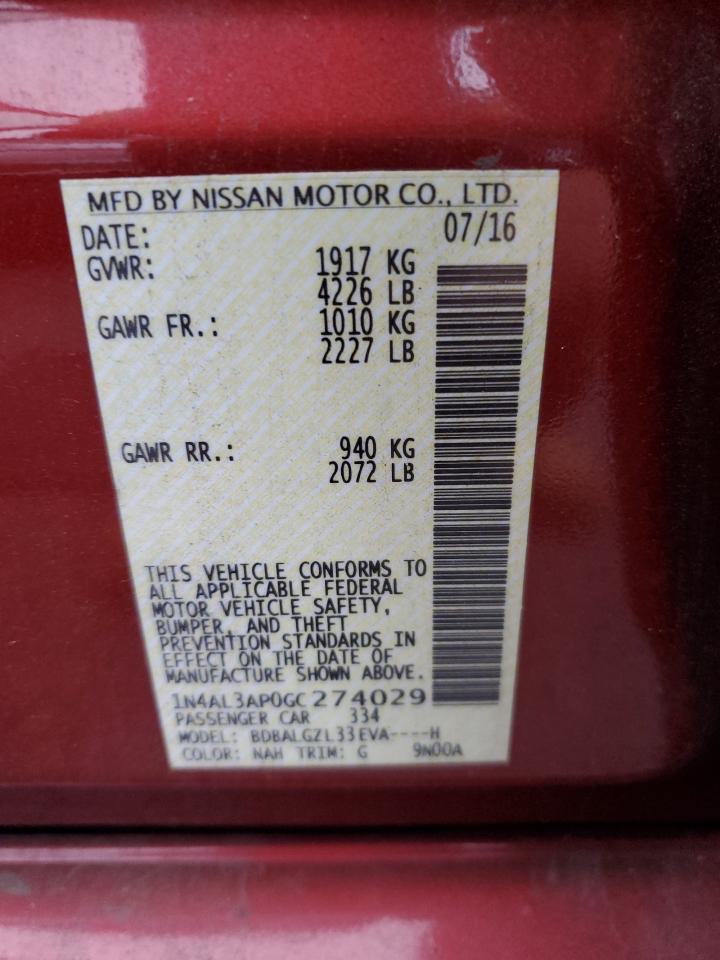 MFD BY NISSAN MOTOR CO., LTD.
DATE: 07/16
GVWR: 1917 KG
4226 LB
GAWR FR.: 1010 KG
2227 LB
GAWR RR.: 940 KG
2072 LB
THIS VEHICLE CONFORMS TO
ALL APPLICABLE FEDERAL
MOTOR VEHICLE SAFETY,
BUMPER, AND THEFT
PREVENTION STANDARDS IN
EFFECT ON THE DATE OF
MANUFACTURE SHOWN ABOVE.
1N4AL3AP0GC274029
PASSENGER CAR 334
MODEL: BDBALGZL33EVA----H
COLOR: NAH TRIM: G 9N00A